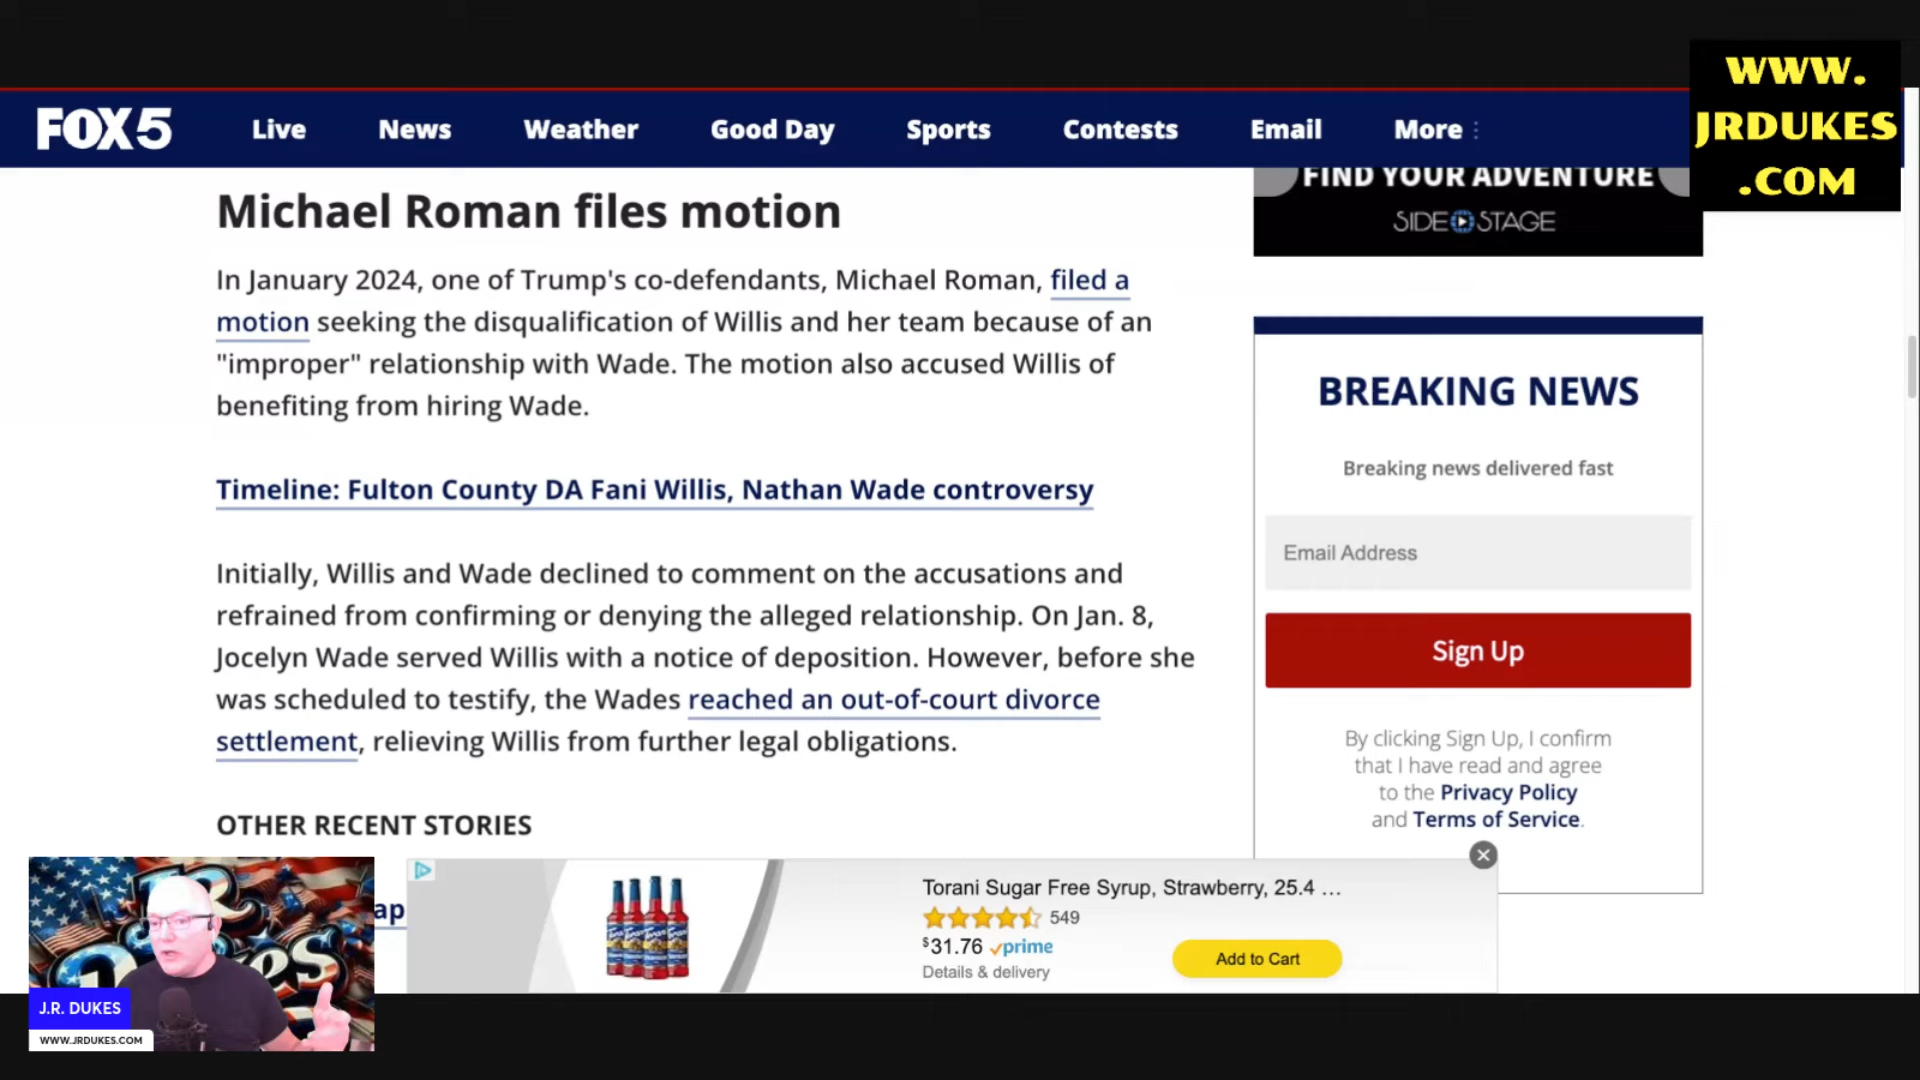 WWW.
JRDUKES
.COM
FOX 5
Live News Weather Good Day Sports Contests Email More
FIND YOUR ADVENTURE
SIDE STAGE
Michael Roman files motion
In January 2024, one of Trump's co-defendants, Michael Roman, filed a
motion seeking the disqualification of Willis and her team because of an
"improper" relationship with Wade. The motion also accused Willis of
benefiting from hiring Wade.
Timeline: Fulton County DA Fani Willis, Nathan Wade controversy
Initially, Willis and Wade declined to comment on the accusations and
refrained from confirming or denying the alleged relationship. On Jan. 8,
Jocelyn Wade served Willis with a notice of deposition. However, before she
was scheduled to testify, the Wades reached an out-of-court divorce
settlement, relieving Willis from further legal obligations.
OTHER RECENT STORIES
ap
BREAKING NEWS
Breaking news delivered fast
Email Address
Sign Up
By clicking Sign Up, I confirm
that I have read and agree
to the Privacy Policy
and Terms of Service.
Torani Sugar Free Syrup, Strawberry, 25.4 ...
549
$31.76 prime
Details & delivery
Add to Cart
J.R. DUKES
WWW.JRDUKES.COM